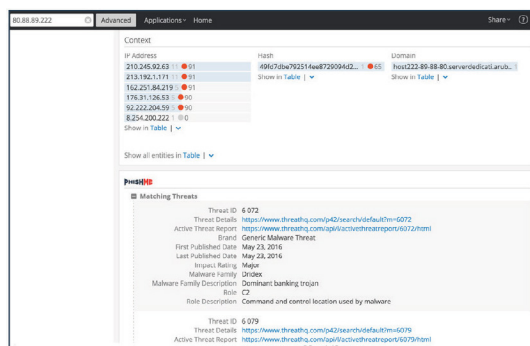 80.88.89.222
Advanced Applications Home Share
Context
IP Address Hash Domain
210.245.92.63 11 91 49fd7dbe792514ee8729094d2... 1 65 host222-89-88-80.serverdedicati.arub.. 1
213.192.1.171 11 91 Show in Table | Show in Table |
162.251.84.219 5 91
176.31.126.53 90
92.222.204.59 5 90
8.254.200.222 1 0
Show in Table |
Show all entities in Table |
PHISHME
Matching Threats
Threat ID 6 072
Threat Details https://www.threathq.com/p42/search/default?m=6072
Active Threat Report https://www.threathq.com/api/l/activethreatreport/6072/html
Brand Generic Malware Threat
First Published Date May 23, 2016
Last Published Date May 23, 2016
Impact Rating Major
Malware Family Dridex
Malware Family Description Dominant banking trojan
Role C2
Role Description Command and control location used by malware
Threat ID 6 079
Threat Details https://www.threathq.com/p42/search/default?m=6079
Active Threat Report https://www.threathq.com/api/l/activethreatreport/6079/html